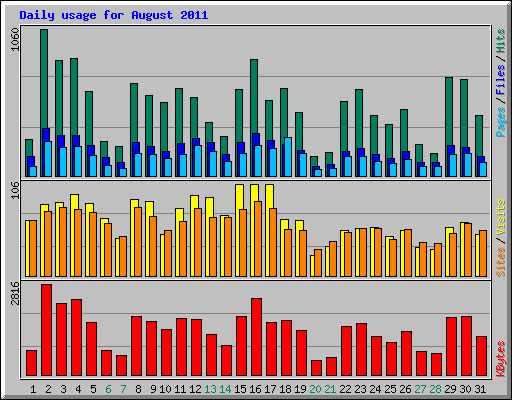 Daily usage for August 2011
1060
Pages / Files / Hits
106
Sites / Visits
2816
KBytes
1 2 3 4 5 6 7 8 9 10 11 12 13 14 15 16 17 18 19 20 21 22 23 24 25 26 27 28 29 30 31